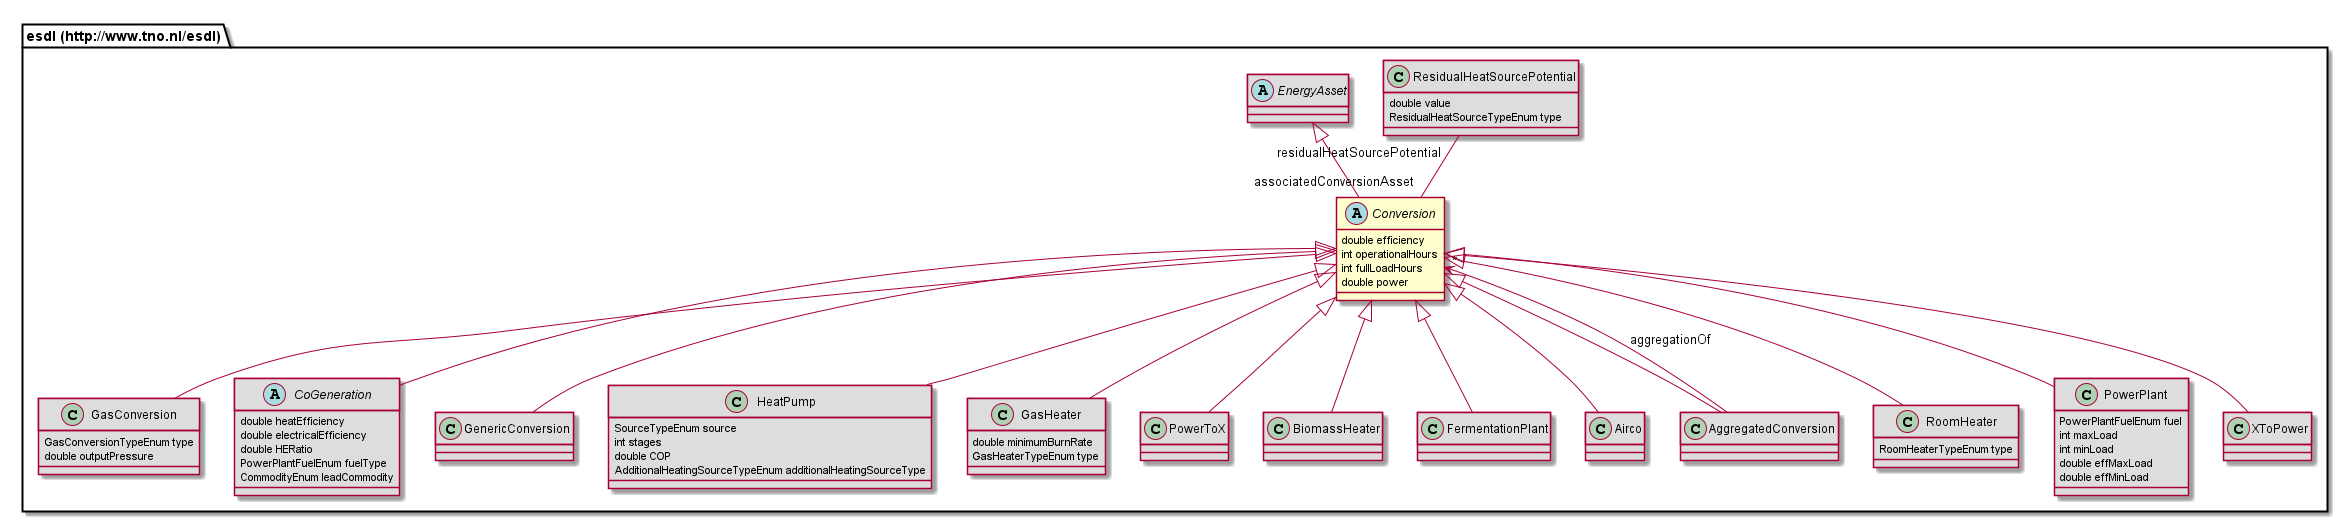 esdl (http://www.tno.nl/esdl)
A EnergyAsset
C ResidualHeatSourcePotential
double value
ResidualHeatSourceTypeEnum type
residualHeatSourcePotential
associatedConversionAsset
A Conversion
double efficiency
int operationalHours
int fullLoadHours
double power
aggregationOf
C GasConversion
GasConversionTypeEnum type
double outputPressure
A CoGeneration
double heatEfficiency
double electricalEfficiency
double HERatio
PowerPlantFuelEnum fuelType
CommodityEnum leadCommodity
C GenericConversion
C HeatPump
SourceTypeEnum source
int stages
double COP
AdditionalHeatingSourceTypeEnum additionalHeatingSourceType
C GasHeater
double minimumBurnRate
GasHeaterTypeEnum type
C PowerToX
C BiomassHeater
C FermentationPlant
C Airco
C AggregatedConversion
C RoomHeater
RoomHeaterTypeEnum type
C PowerPlant
PowerPlantFuelEnum fuel
int maxLoad
int minLoad
double effMaxLoad
double effMinLoad
C XToPower